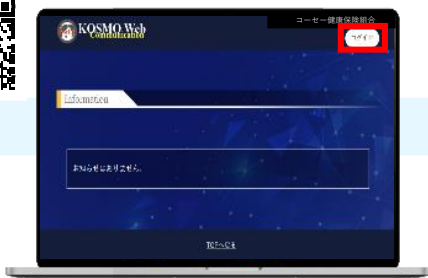 コーセー健康保険組合
KOSMO Web
Communication
ログイン
Information
お知らせはありません。
TOPへ戻る